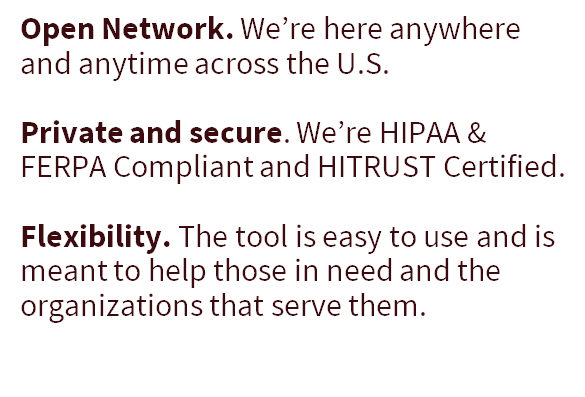 Open Network. We’re here anywhere
and anytime across the U.S.
Private and secure. We’re HIPAA &
FERPA Compliant and HITRUST Certified.
Flexibility. The tool is easy to use and is
meant to help those in need and the
organizations that serve them.